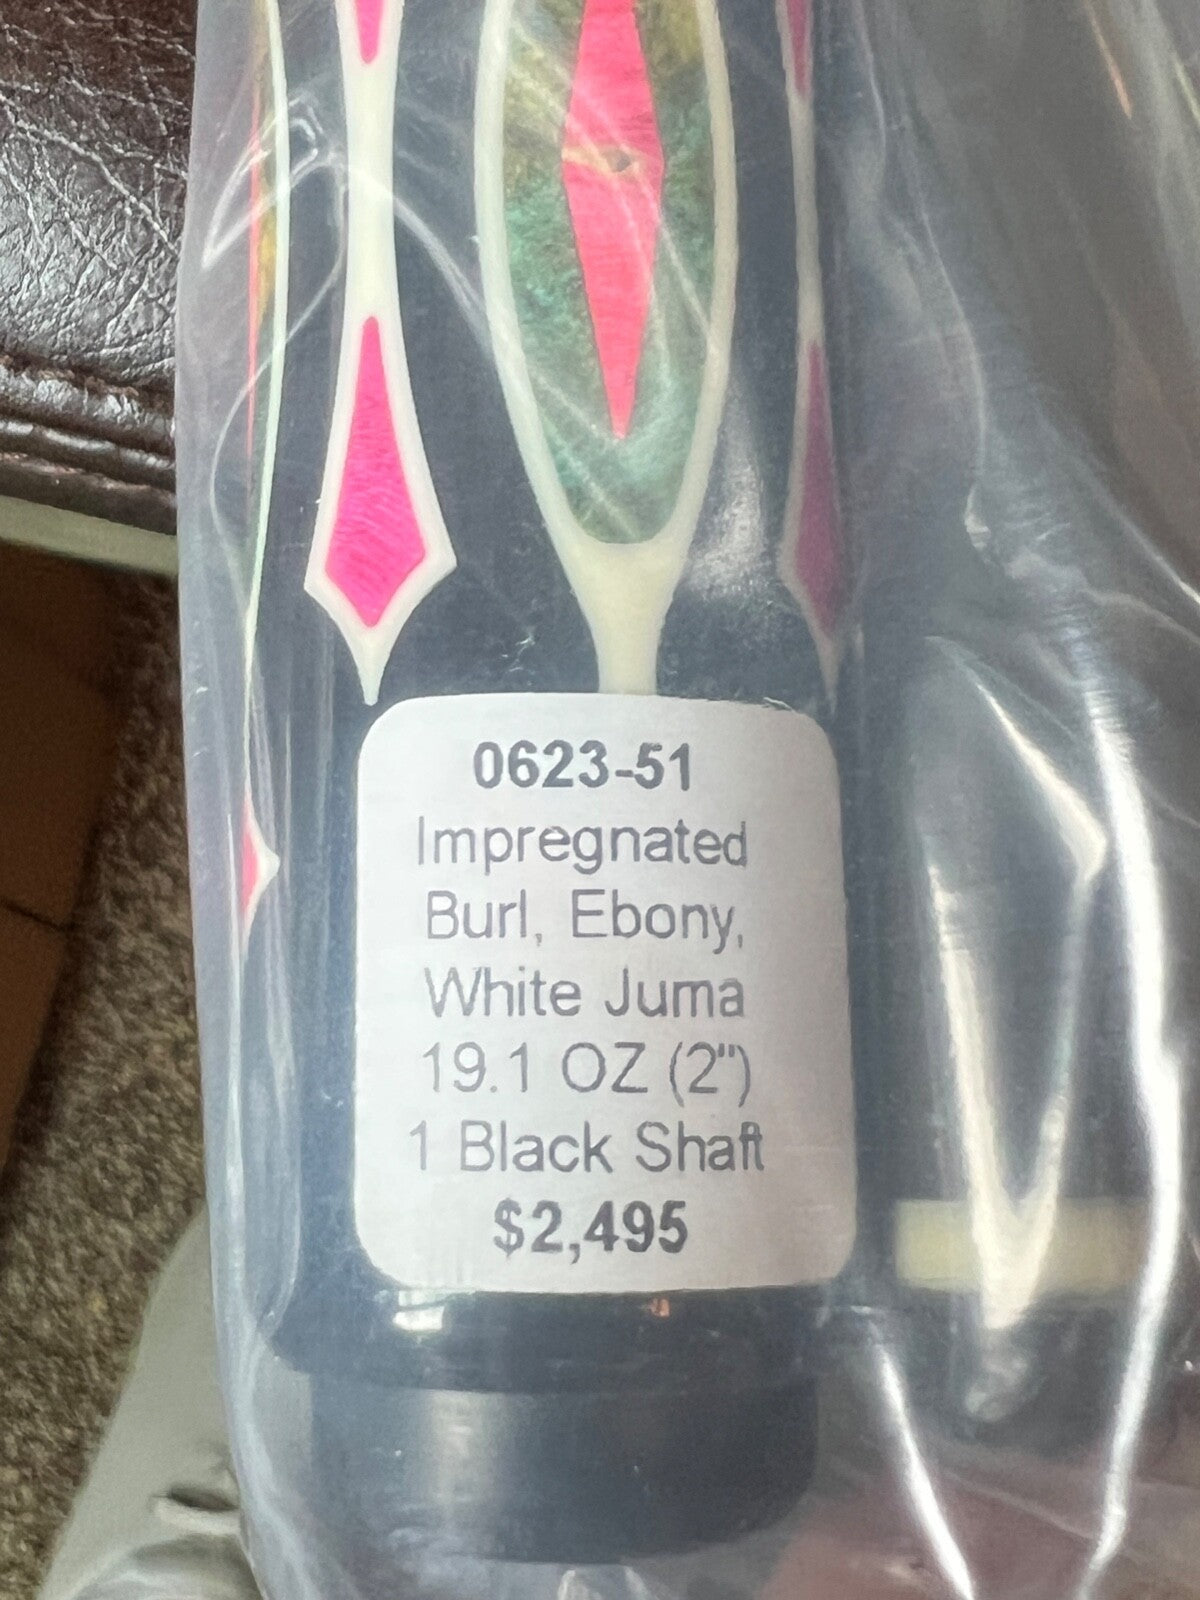 0623-51
Impregnated
Burl, Ebony,
White Juma
19.1 OZ (2")
1 Black Shaft
$2,495